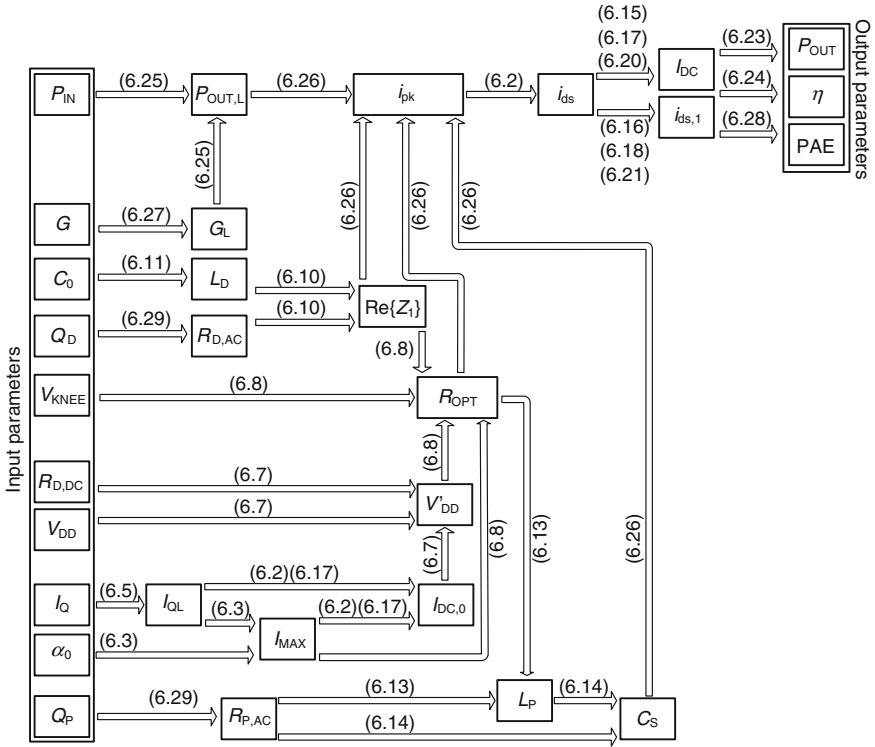 (6.15)
(6.17)
(6.20)
(6.23)
P_OUT
Output parameters
P_IN
(6.25)
P_OUT,L
(6.26)
i_pk
(6.2)
i_ds
I_DC
(6.24)
η
i_ds,1
(6.28)
PAE
(6.16)
(6.18)
(6.21)
(6.25)
(6.26)
(6.26)
(6.26)
G
(6.27)
G_L
C_0
(6.11)
L_D
(6.10)
Re{Z_1}
Q_D
(6.29)
R_D,AC
(6.10)
(6.8)
Input parameters
V_KNEE
(6.8)
R_OPT
(6.8)
R_D,DC
(6.7)
V'_DD
V_DD
(6.7)
(6.7)
(6.8)
(6.13)
(6.26)
I_Q
(6.5)
I_QL
(6.2)(6.17)
I_DC,0
(6.3)
(6.2)(6.17)
I_MAX
α_0
(6.3)
Q_P
(6.29)
R_P,AC
(6.13)
L_P
(6.14)
C_S
(6.14)